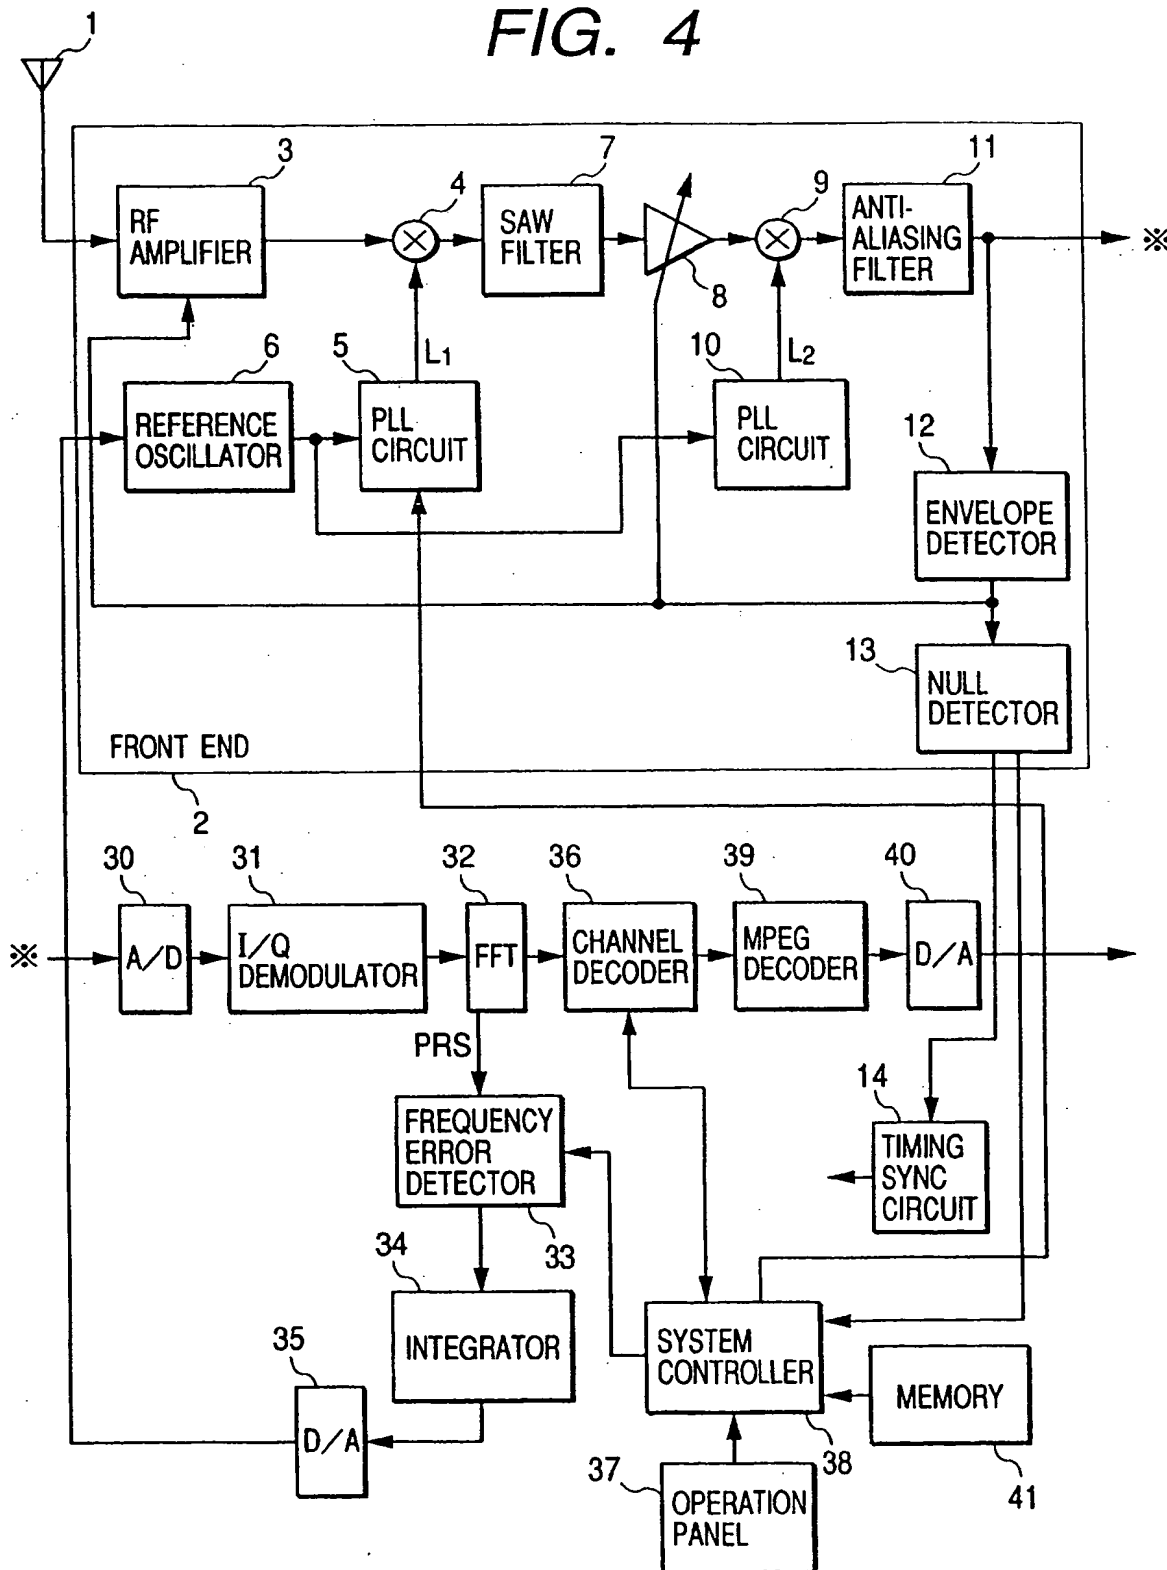 FIG. 4
1
3
RF
AMPLIFIER
4
7
SAW
FILTER
8
9
11
ANTI-
ALIASING
FILTER
※
6
REFERENCE
OSCILLATOR
5
PLL
CIRCUIT
L1
10
PLL
CIRCUIT
L2
12
ENVELOPE
DETECTOR
13
NULL
DETECTOR
FRONT END
2
※
30
A/D
31
I/Q
DEMODULATOR
32
FFT
36
CHANNEL
DECODER
39
MPEG
DECODER
40
D/A
PRS
FREQUENCY
ERROR
DETECTOR
33
14
TIMING
SYNC
CIRCUIT
34
INTEGRATOR
35
D/A
SYSTEM
CONTROLLER
38
MEMORY
41
37
OPERATION
PANEL